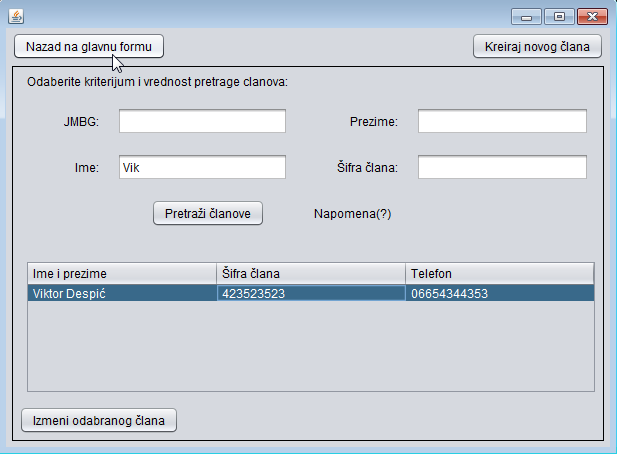 Nazad na glavnu formu
Kreiraj novog člana
Odaberite kriterijum i vrednost pretrage clanova:
JMBG:
Prezime:
Ime:
Vik
Šifra člana:
Pretraži članove
Napomena(?)
Ime i prezime Šifra člana Telefon
Viktor Despić 423523523 06654344353
Izmeni odabranog člana